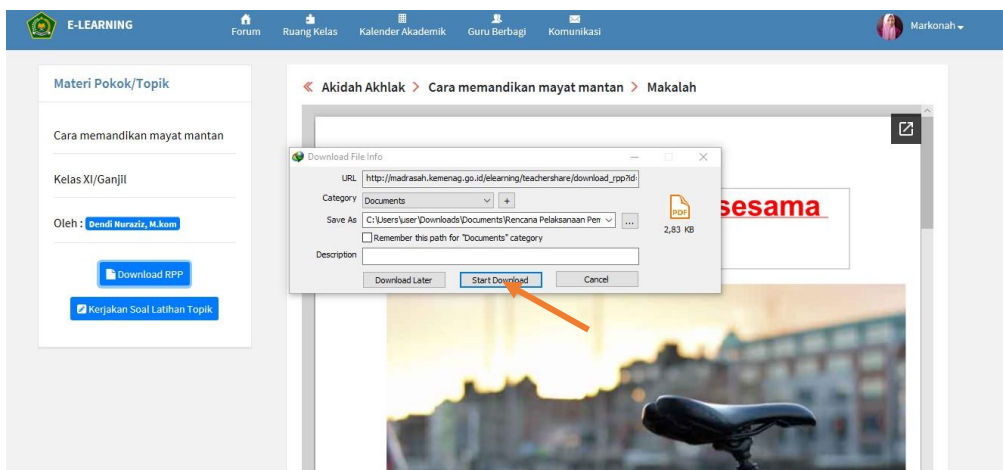 E-LEARNING
Forum
Ruang Kelas
Kalender Akademik
Guru Berbagi
Komunikasi
Markonah
Materi Pokok/Topik
Cara memandikan mayat mantan
Kelas XI/Ganjil
Oleh : Dendi Nuraziz, M.kom
Download RPP
Kerjakan Soal Latihan Topik
« Akidah Akhlak > Cara memandikan mayat mantan > Makalah
sesama
Download File Info
URL http://madrasah.kemenag.go.id/elearning/teachershare/download_rpp?id:
Category Documents +
Save As C:\Users\user\Downloads\Documents\Rencana Pelaksanaan Pem ...
Remember this path for "Documents" category
Description
PDF
2,83 KB
Download Later
Start Download
Cancel